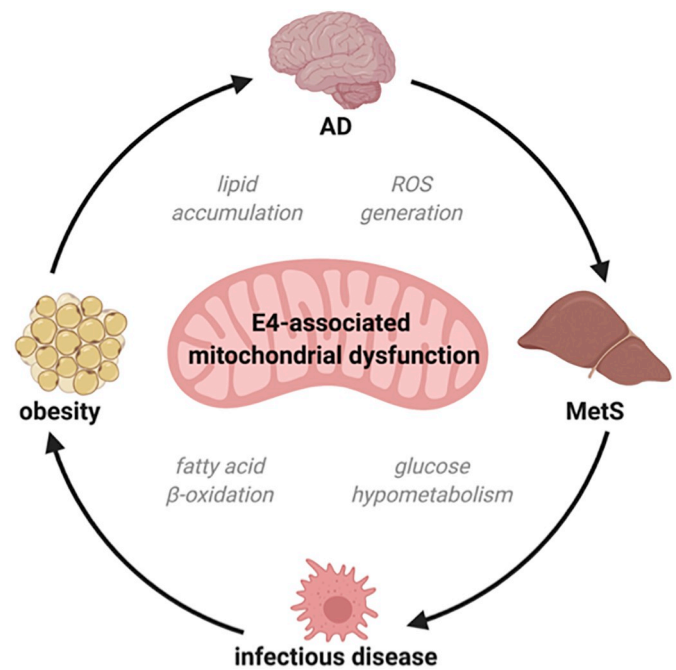 AD
lipid
accumulation
ROS
generation
E4-associated
mitochondrial dysfunction
obesity
MetS
fatty acid
β-oxidation
glucose
hypometabolism
infectious disease